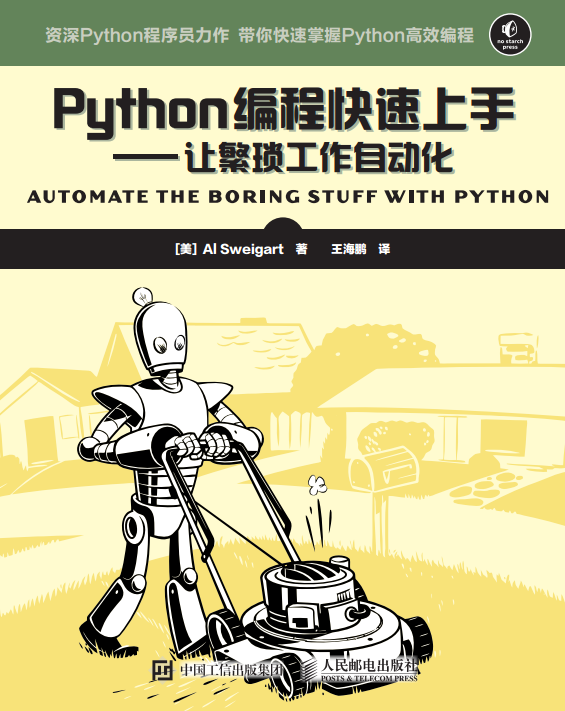 资深Python程序员力作 带你快速掌握Python高效编程
no starch
press
Python编程快速上手
——让繁琐工作自动化
AUTOMATE THE BORING STUFF WITH PYTHON
[美] Al Sweigart 著 王海鹏 译
中国工信出版集团 人民邮电出版社
POSTS & TELECOM PRESS